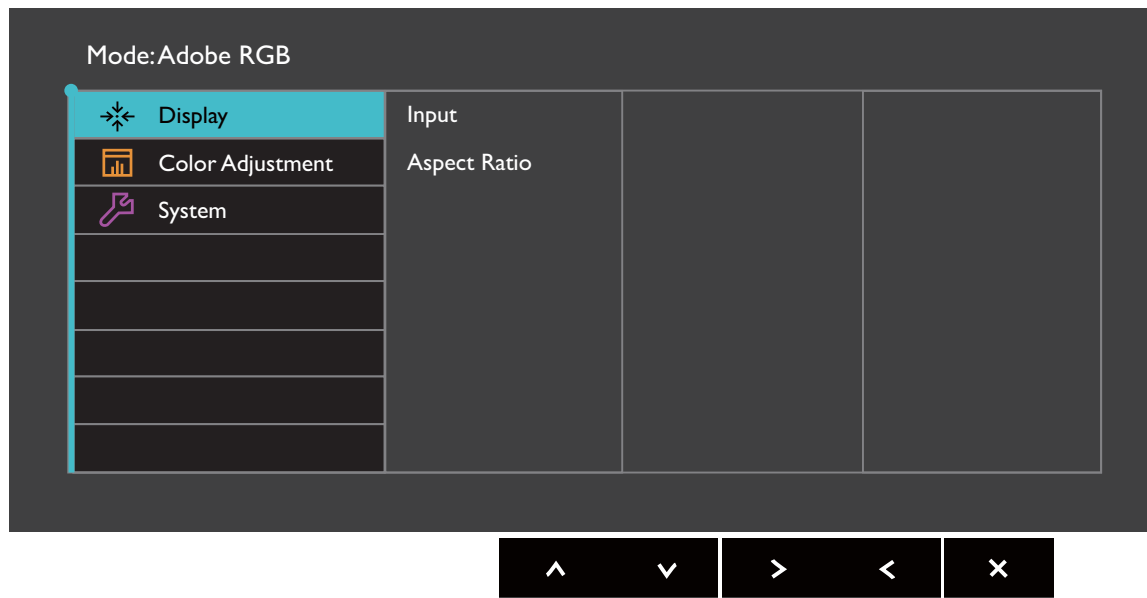 Mode: Adobe RGB
Display
Input
Color Adjustment
Aspect Ratio
System